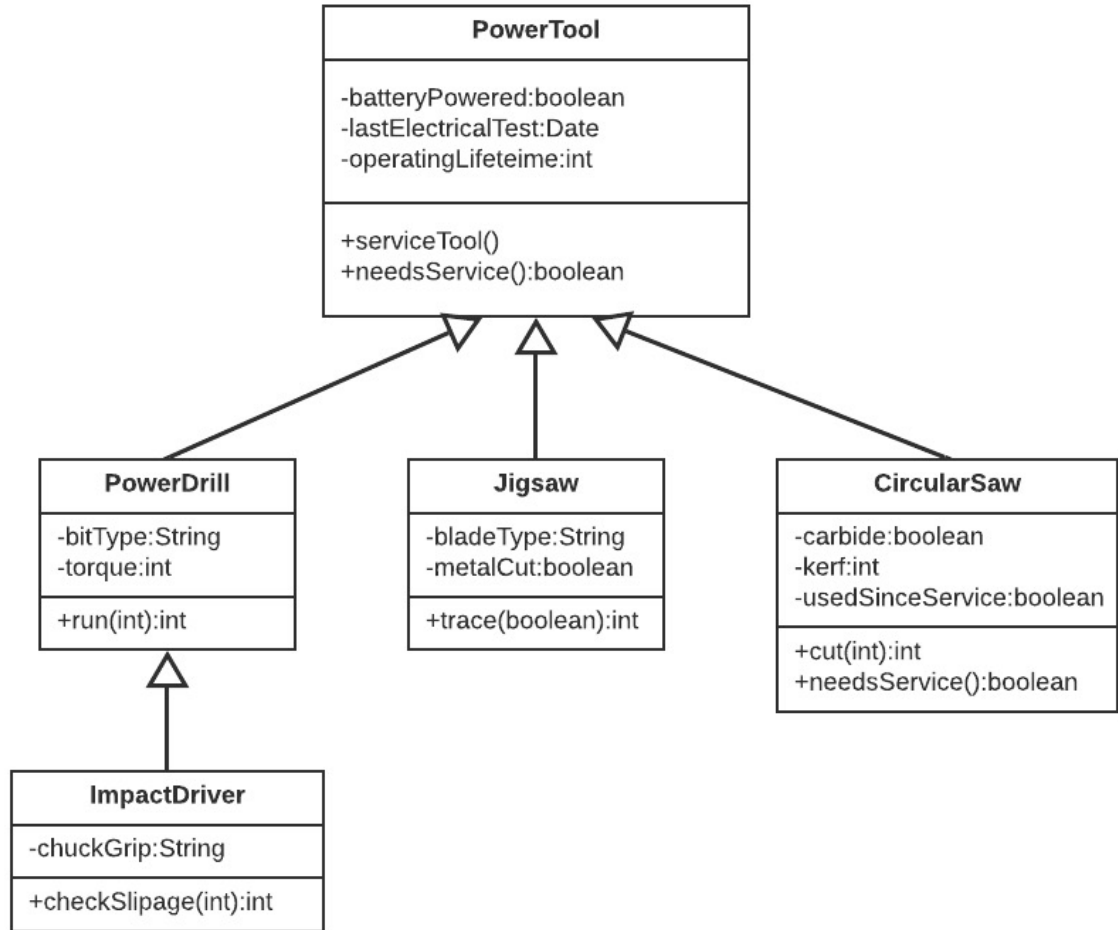 PowerTool
-batteryPowered:boolean
-lastElectricalTest:Date
-operatingLifeteime:int
+serviceTool()
+needsService():boolean
PowerDrill
-bitType:String
-torque:int
+run(int):int
Jigsaw
-bladeType:String
-metalCut:boolean
+trace(boolean):int
CircularSaw
-carbide:boolean
-kerf:int
-usedSinceService:boolean
+cut(int):int
+needsService():boolean
ImpactDriver
-chuckGrip:String
+checkSlipage(int):int